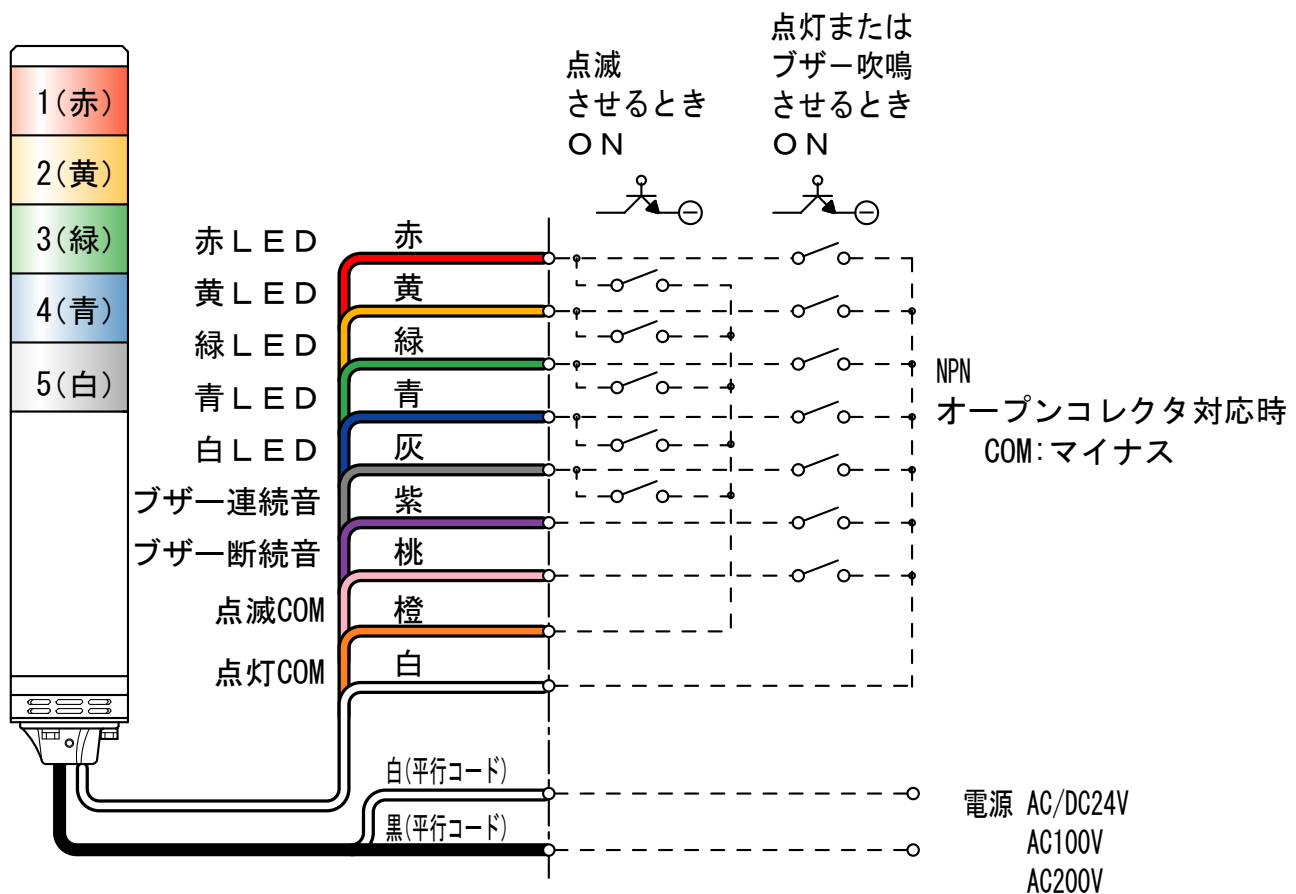 1(赤)
2(黄)
3(緑)
4(青)
5(白)
点滅
させるとき
ＯＮ
点灯または
ブザー吹鳴
させるとき
ＯＮ
赤ＬＥＤ
赤
黄ＬＥＤ
黄
緑ＬＥＤ
緑
青ＬＥＤ
青
白ＬＥＤ
灰
ブザー連続音
紫
ブザー断続音
桃
点滅COM
橙
点灯COM
白
NPN
オープンコレクタ対応時
COM:マイナス
白(平行コード)
黒(平行コード)
電源 AC/DC24V
AC100V
AC200V